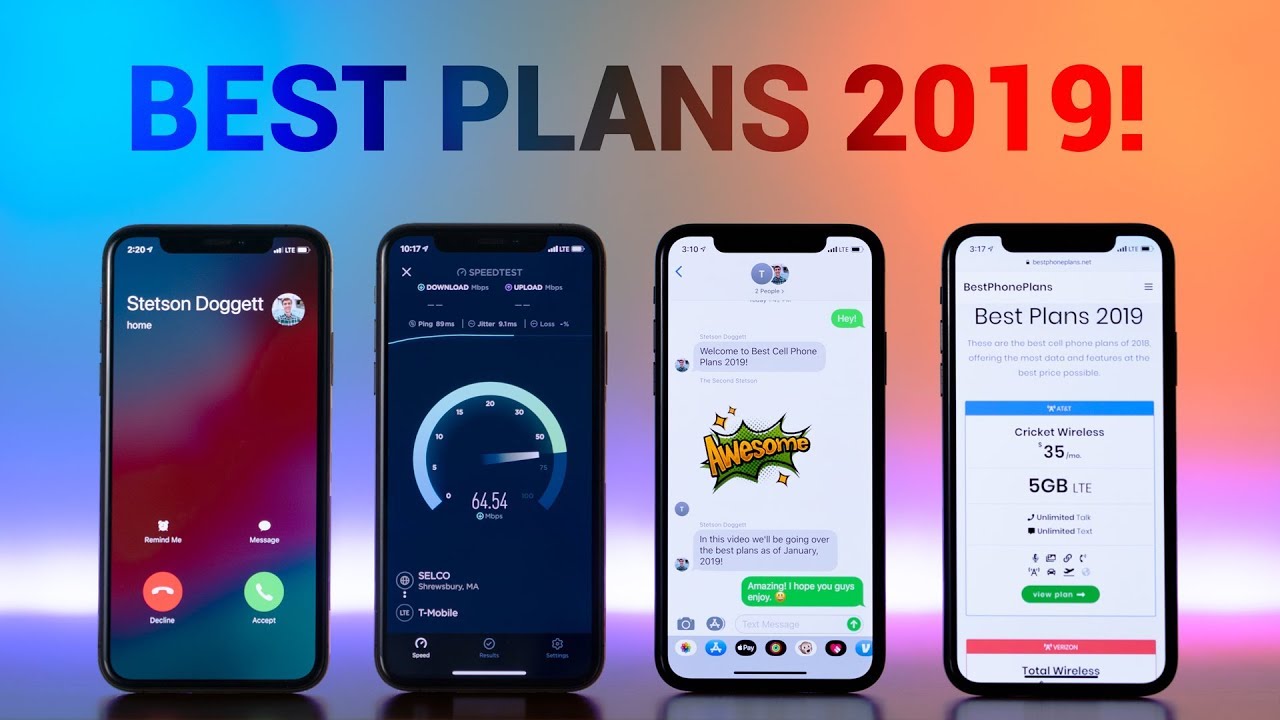 BEST PLANS 2019!
2:20
LTE
Stetson Doggett
home
Remind Me
Message
Decline
Accept
10:17
LTE
SPEEDTEST
DOWNLOAD Mbps
UPLOAD Mbps
Ping 89ms
Jitter 9.1ms
Loss -%
0
5
10
15
20
30
50
75
100
64.54
Mbps
SELCO
Shrewsbury, MA
LTE
T-Mobile
Speed
Results
Settings
3:10
LTE
T
2 People >
Today 1:43 PM
Hey!
Stetson Doggett
Welcome to Best Cell Phone
Plans 2019!
The Second Stetson
Awesome
T
Stetson Doggett
In this video we'll be going over
the best plans as of January,
2019!
Amazing! I hope you guys
enjoy. 😀
Text Message
Pay
3:17
LTE
bestphoneplans.net
BestPhonePlans
Best Plans 2019
These are the best cell phone plans of 2018,
offering the most data and features at the
best price possible.
AT&T
Cricket Wireless
$35/mo.
5GB LTE
Unlimited Talk
Unlimited Text
view plan →
VERIZON
Total Wireless